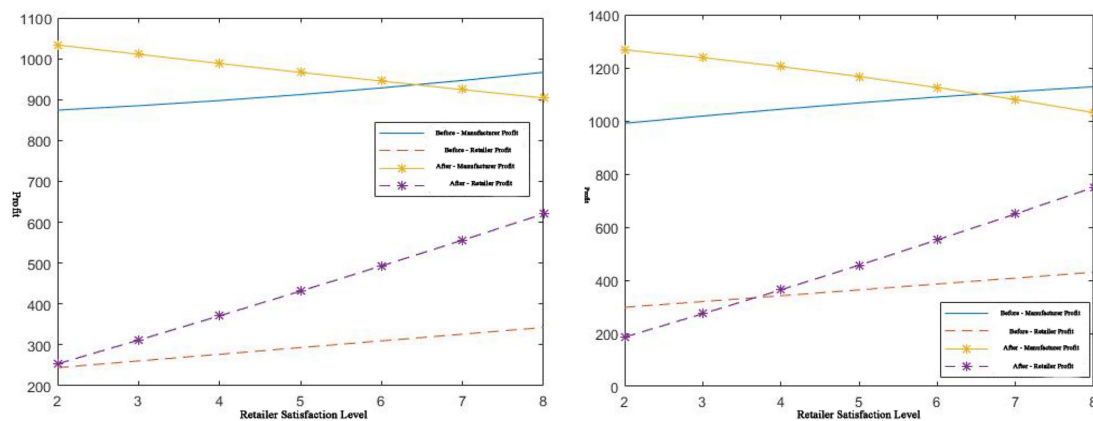 1100
1000
900
800
700
600
500
400
300
200
Profit
2 3 4 5 6 7 8
Retailer Satisfaction Level
Before - Manufacturer Profit
Before - Retailer Profit
After - Manufacturer Profit
After - Retailer Profit
1400
1200
1000
800
600
400
200
0
Profit
2 3 4 5 6 7 8
Retailer Satisfaction Level
Before - Manufacturer Profit
Before - Retailer Profit
After - Manufacturer Profit
After - Retailer Profit